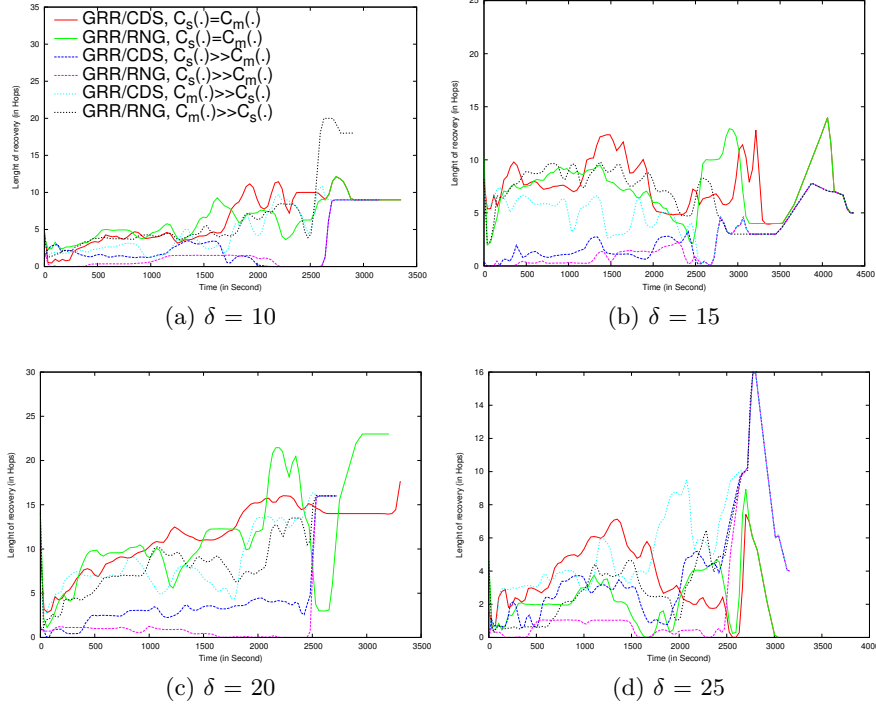 GRR/CDS, C_s(.)=C_m(.)
GRR/RNG, C_s(.)=C_m(.)
GRR/CDS, C_s(.)>>C_m(.)
GRR/RNG, C_s(.)>>C_m(.)
GRR/CDS, C_m(.)>>C_s(.)
GRR/RNG, C_m(.)>>C_s(.)
Lenght of recovery (in Hops)
35
30
25
20
15
10
5
0
0 500 1000 1500 2000 2500 3000 3500
Time (in Second)
(a) δ = 10
Lenght of recovery (in Hops)
25
20
15
10
5
0
0 500 1000 1500 2000 2500 3000 3500 4000 4500
Time (in Second)
(b) δ = 15
Lenght of recovery (in Hops)
30
25
20
15
10
5
0
0 500 1000 1500 2000 2500 3000 3500
Time (in Second)
(c) δ = 20
Lenght of recovery (in Hops)
16
14
12
10
8
6
4
2
0
0 500 1000 1500 2000 2500 3000 3500 4000
Time (in Second)
(d) δ = 25